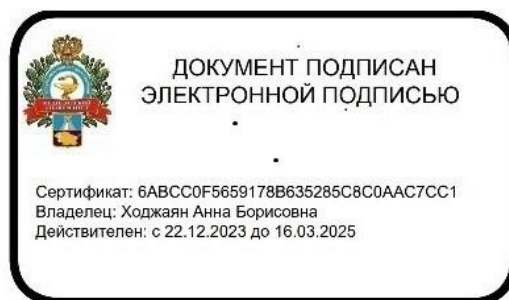 ДОКУМЕНТ ПОДПИСАН
ЭЛЕКТРОННОЙ ПОДПИСЬЮ
Сертификат: 6ABCC0F5659178B635285C8C0AAC7CC1
Владелец: Ходжаян Анна Борисовна
Действителен: с 22.12.2023 до 16.03.2025